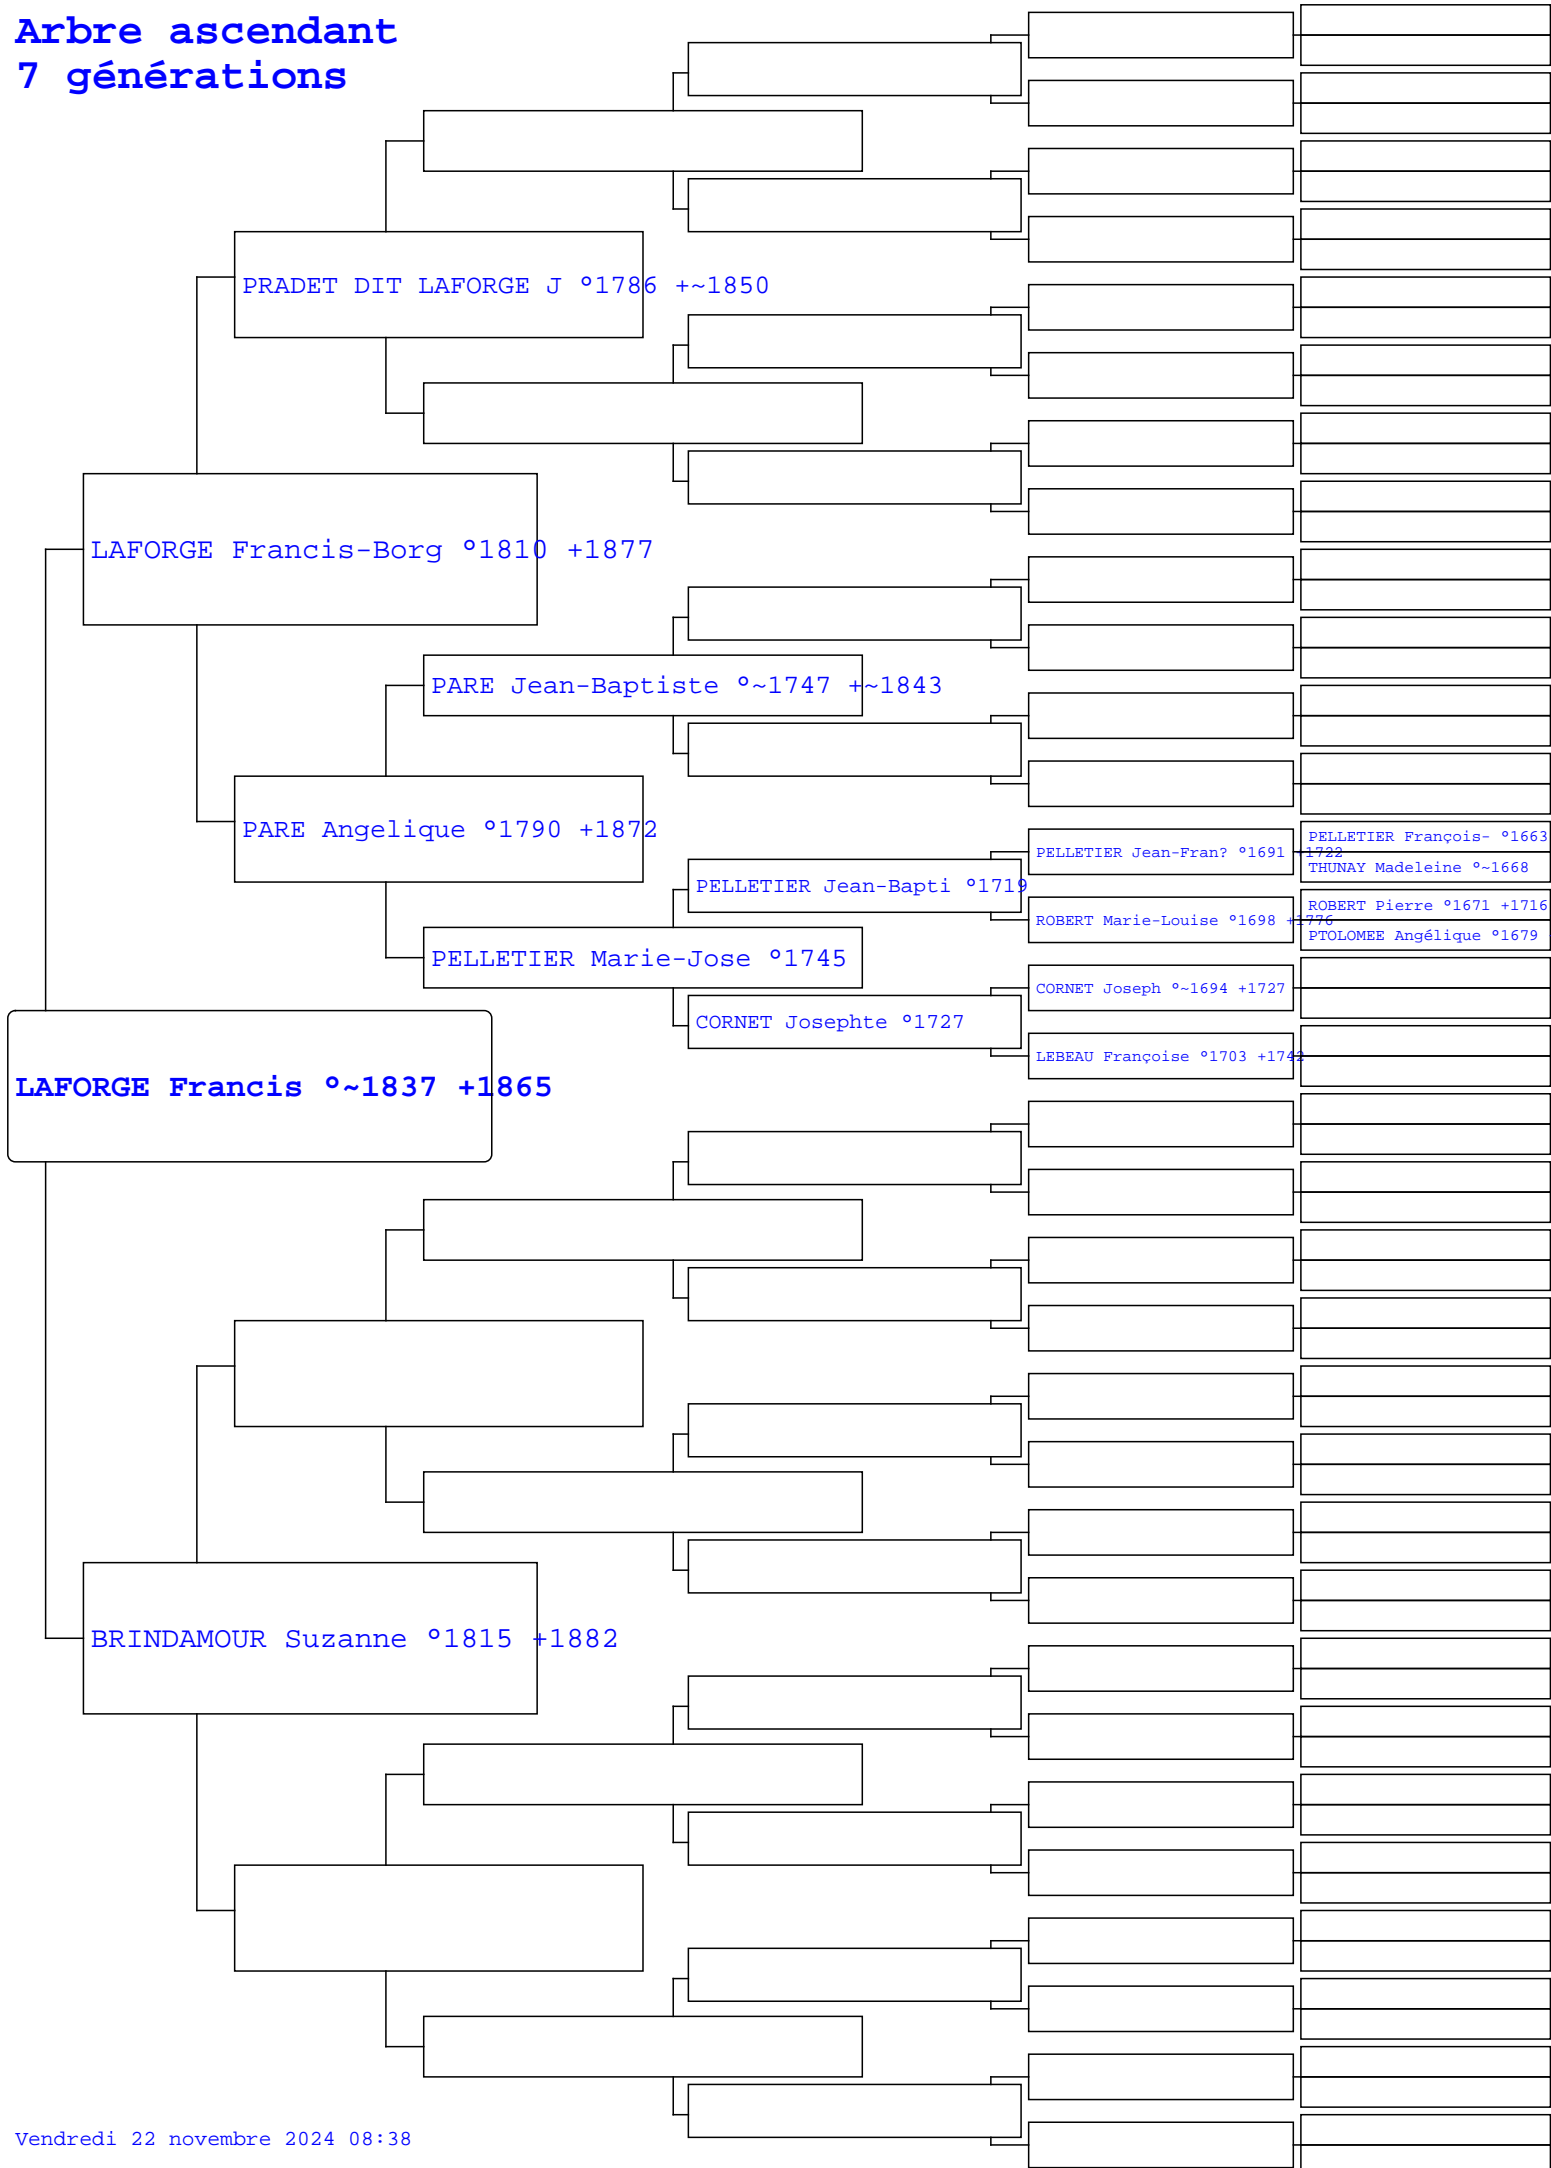 Arbre ascendant
7 générations
PRADET DIT LAFORGE J °1786 +~1850
LAFORGE Francis-Borg °1810 +1877
PARE Jean-Baptiste °~1747 +~1843
PARE Angelique °1790 +1872
PELLETIER François- °1663
PELLETIER Jean-Fran? °1691 +1722
THUNAY Madeleine °~1668
PELLETIER Jean-Bapti °1719
ROBERT Pierre °1671 +1716
ROBERT Marie-Louise °1698 +1776
PTOLOMEE Angélique °1679
PELLETIER Marie-Jose °1745
CORNET Joseph °~1694 +1727
CORNET Josephte °1727
LEBEAU Françoise °1703 +1742
LAFORGE Francis °~1837 +1865
BRINDAMOUR Suzanne °1815 +1882
Vendredi 22 novembre 2024 08:38